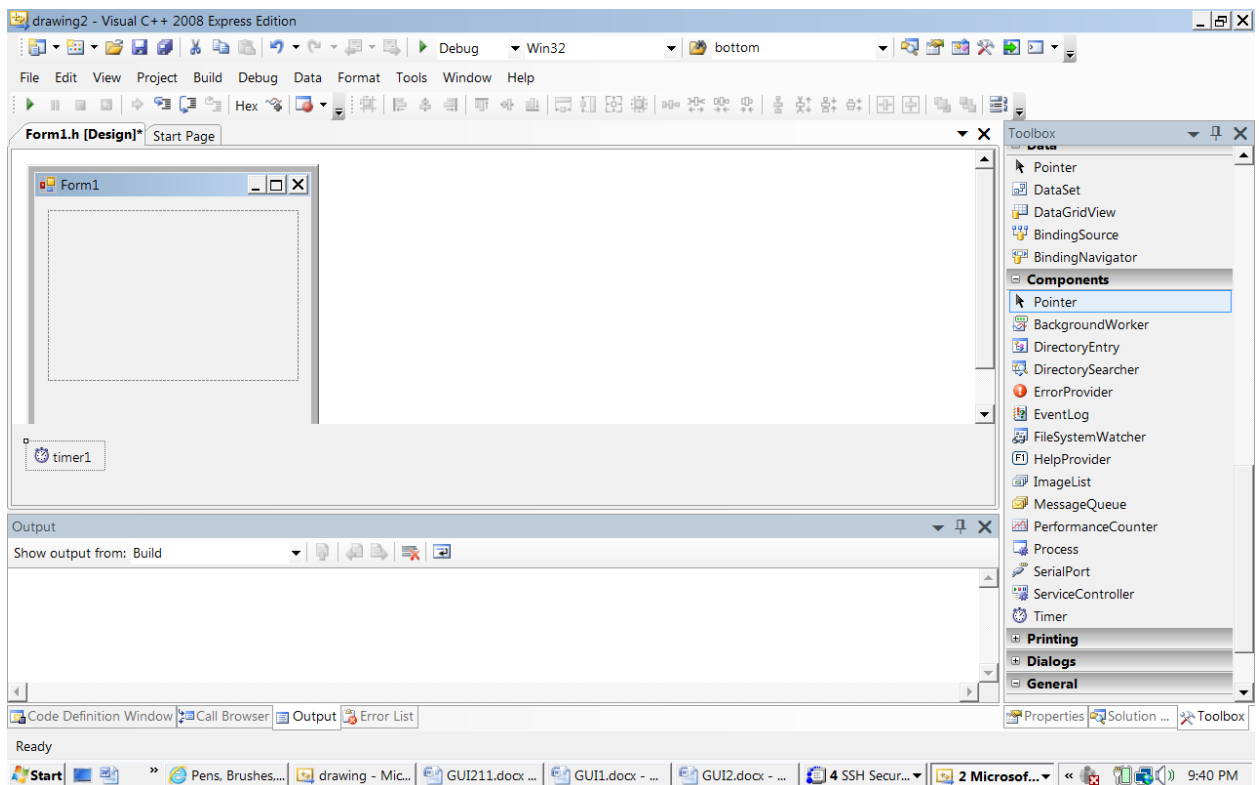 drawing2 - Visual C++ 2008 Express Edition
Debug Win32 bottom
File Edit View Project Build Debug Data Format Tools Window Help
Hex
Form1.h [Design]* Start Page
Form1
timer1
Output
Show output from: Build
Code Definition Window Call Browser Output Error List
Toolbox
Data
Pointer
DataSet
DataGridView
BindingSource
BindingNavigator
Components
Pointer
BackgroundWorker
DirectoryEntry
DirectorySearcher
ErrorProvider
EventLog
FileSystemWatcher
HelpProvider
ImageList
MessageQueue
PerformanceCounter
Process
SerialPort
ServiceController
Timer
Printing
Dialogs
General
Properties Solution ... Toolbox
Ready
Start » Pens, Brushes,... drawing - Mic... GUI211.docx ... GUI1.docx - ... GUI2.docx - ... 4 SSH Secur... 2 Microsof... « 9:40 PM